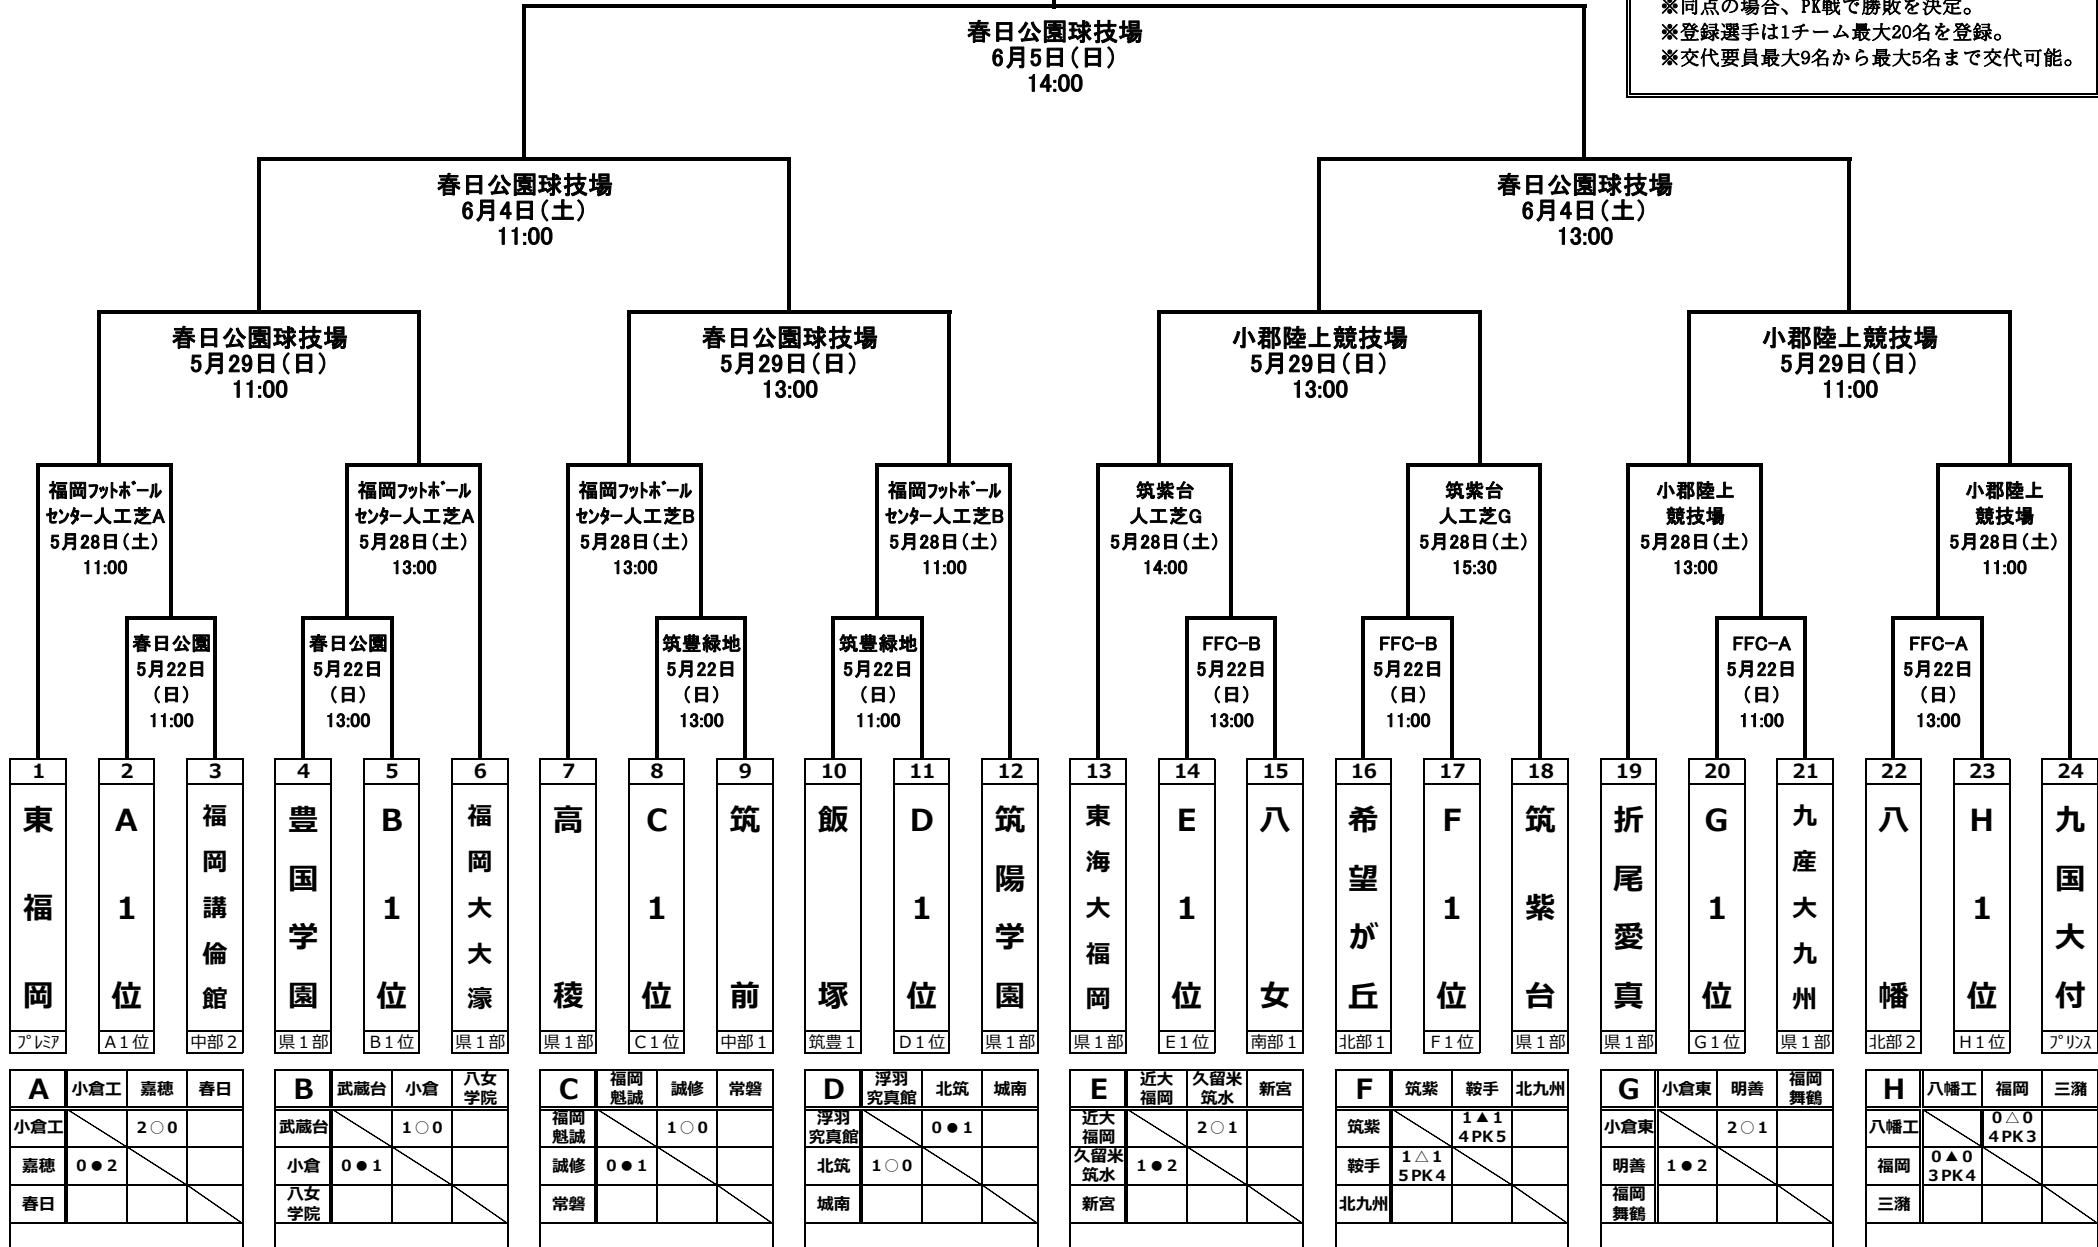 ※同点の場合、PK戦で勝敗を決定。
※登録選手は1チーム最大20名を登録。
※交代要員最大9名から最大5名まで交代可能。
春日公園球技場
6月5日(日)
14:00
春日公園球技場
6月4日(土)
11:00
春日公園球技場
6月4日(土)
13:00
春日公園球技場
5月29日(日)
11:00
春日公園球技場
5月29日(日)
13:00
小郡陸上競技場
5月29日(日)
13:00
小郡陸上競技場
5月29日(日)
11:00
福岡フットボール
センター人工芝A
5月28日(土)
11:00
福岡フットボール
センター人工芝A
5月28日(土)
13:00
福岡フットボール
センター人工芝B
5月28日(土)
13:00
福岡フットボール
センター人工芝B
5月28日(土)
11:00
筑紫台
人工芝G
5月28日(土)
14:00
筑紫台
人工芝G
5月28日(土)
15:30
小郡陸上
競技場
5月28日(土)
13:00
小郡陸上
競技場
5月28日(土)
11:00
春日公園
5月22日
(日)
11:00
春日公園
5月22日
(日)
13:00
筑豊緑地
5月22日
(日)
13:00
筑豊緑地
5月22日
(日)
11:00
FFC-B
5月22日
(日)
13:00
FFC-B
5月22日
(日)
11:00
FFC-A
5月22日
(日)
11:00
FFC-A
5月22日
(日)
13:00
1 2 3 4 5 6 7 8 9 10 11 12 13 14 15 16 17 18 19 20 21 22 23 24
東福岡
A1位
福岡講倫館
豊国学園
B1位
福岡大大濠
高稜
C1位
筑前
飯塚
D1位
筑陽学園
東海大福岡
E1位
八女
希望が丘
F1位
筑紫台
折尾愛真
G1位
九産大九州
八幡
H1位
九国大付
プレミア A1位 中部2 県1部 B1位 県1部 県1部 C1位 中部1 筑豊1 D1位 県1部 県1部 E1位 南部1 北部1 F1位 県1部 県1部 G1位 県1部 北部2 H1位 プリンス
A 小倉工 嘉穂 春日
小倉工 2○0
嘉穂 0●2
春日
B 武蔵台 小倉 八女学院
武蔵台 1○0
小倉 0●1
八女
学院
C 福岡魁誠 誠修 常磐
福岡
魁誠 1○0
誠修 0●1
常磐
D 浮羽究真館 北筑 城南
浮羽
究真館 0●1
北筑 1○0
城南
E 近大福岡 久留米筑水 新宮
近大
福岡 2○1
久留米
筑水 1●2
新宮
F 筑紫 鞍手 北九州
筑紫 1▲1
4PK5
鞍手 1△1
5PK4
北九州
G 小倉東 明善 福岡舞鶴
小倉東 2○1
明善 1●2
福岡
舞鶴
H 八幡工 福岡 三潴
八幡工 0△0
4PK3
福岡 0▲0
3PK4
三潴